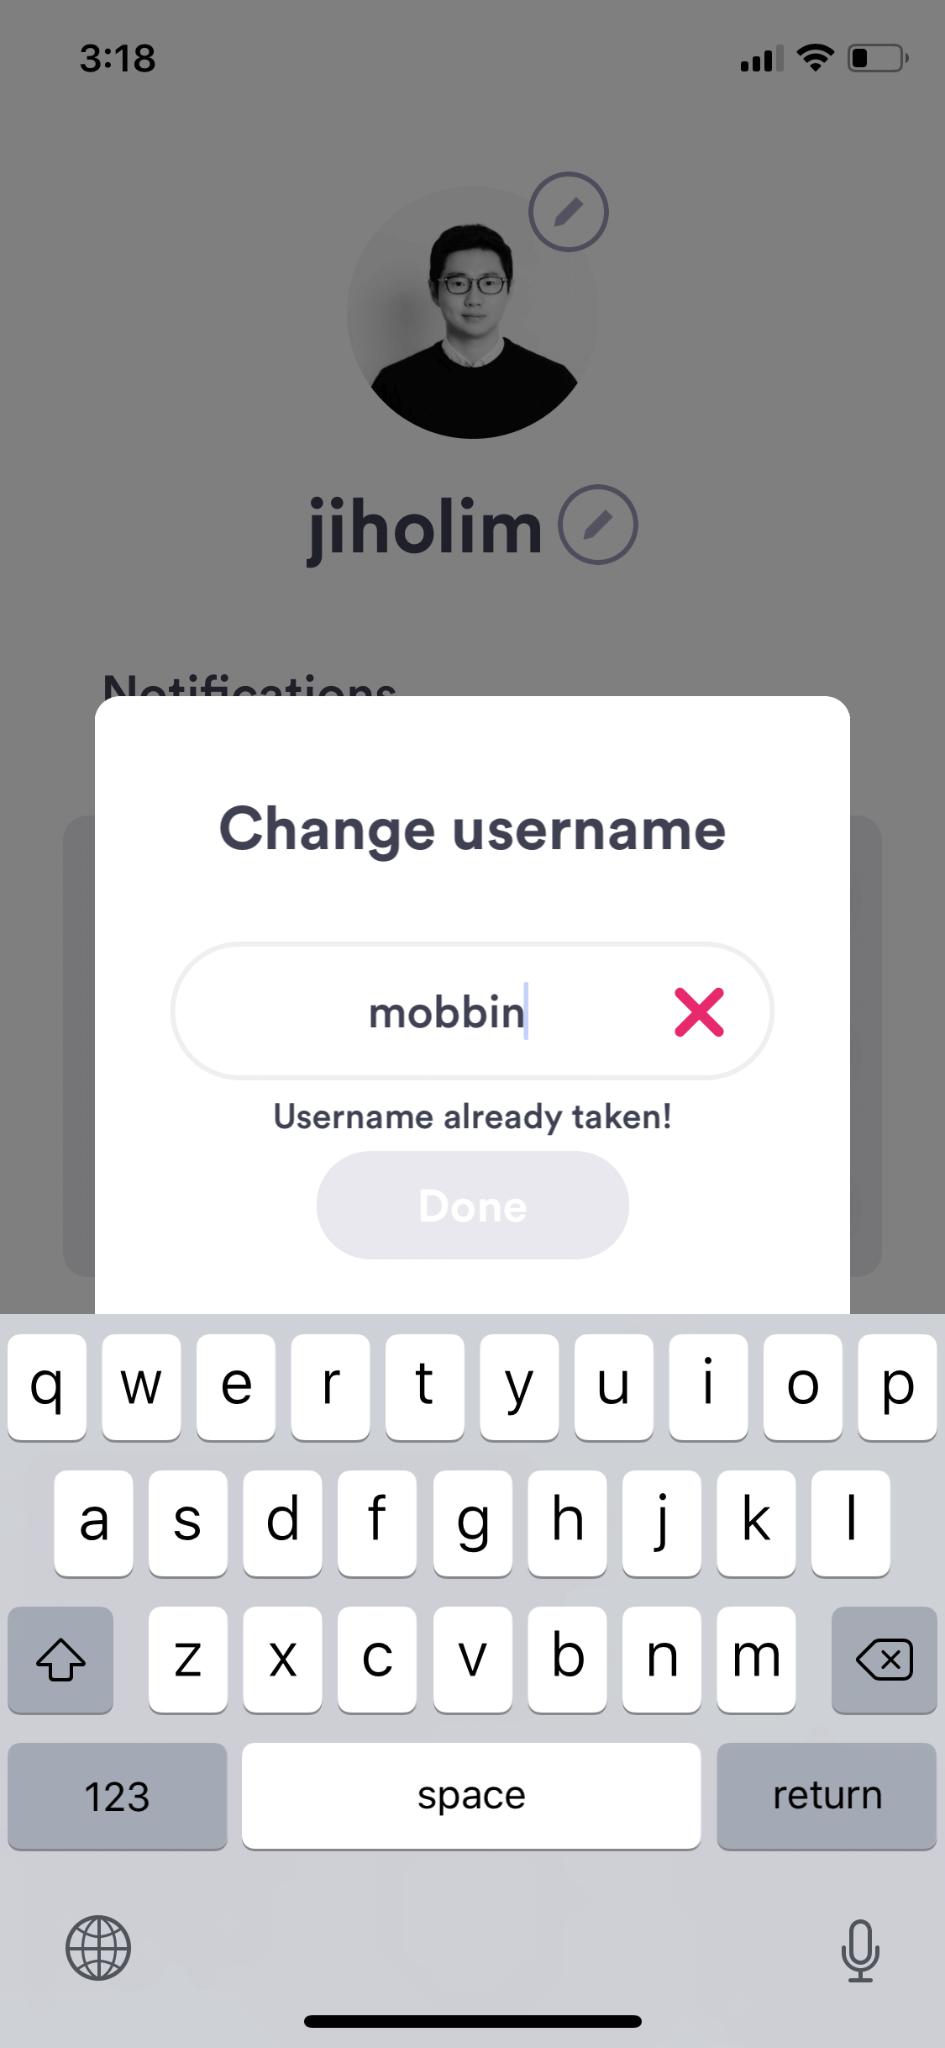 3:18
jiholim
Notifications
Change username
mobbin
Username already taken!
Done
q w e r t y u i o p
a s d f g h j k l
z x c v b n m
123 space return